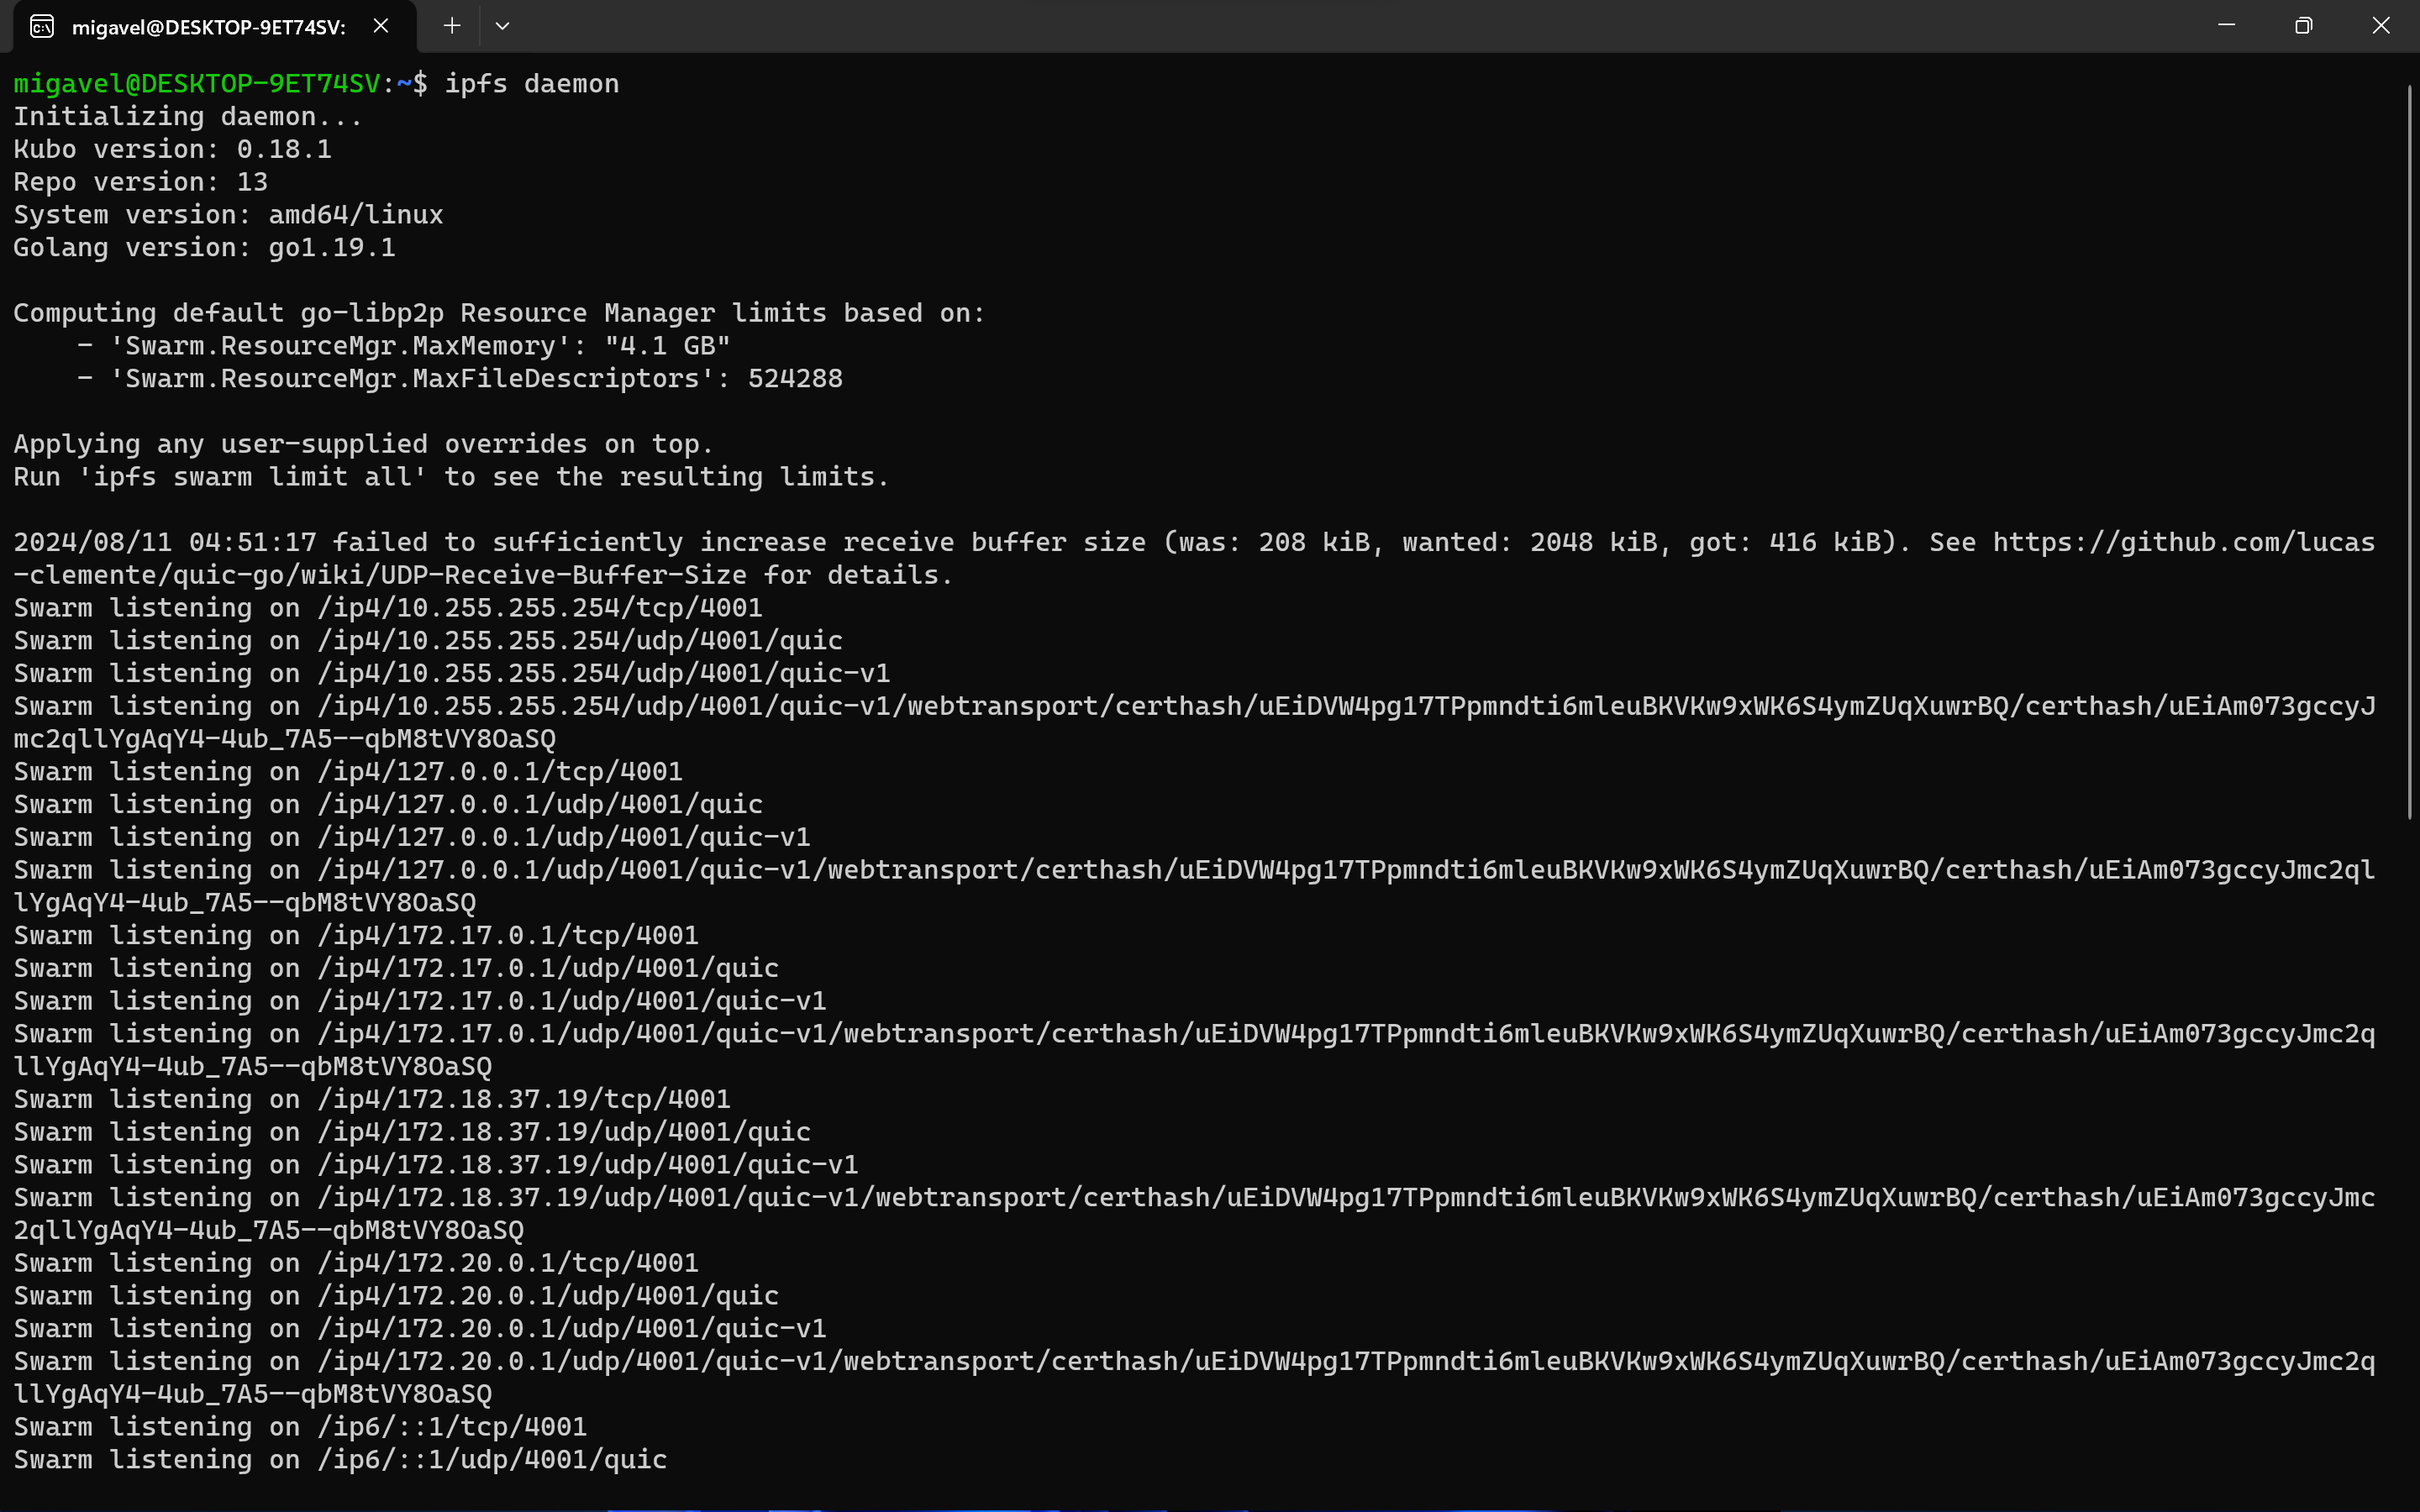 migavel@DESKTOP-9ET74SV:
migavel@DESKTOP-9ET74SV:~$ ipfs daemon
Initializing daemon...
Kubo version: 0.18.1
Repo version: 13
System version: amd64/linux
Golang version: go1.19.1
Computing default go-libp2p Resource Manager limits based on:
    - 'Swarm.ResourceMgr.MaxMemory': "4.1 GB"
    - 'Swarm.ResourceMgr.MaxFileDescriptors': 524288
Applying any user-supplied overrides on top.
Run 'ipfs swarm limit all' to see the resulting limits.
2024/08/11 04:51:17 failed to sufficiently increase receive buffer size (was: 208 kiB, wanted: 2048 kiB, got: 416 kiB). See https://github.com/lucas
-clemente/quic-go/wiki/UDP-Receive-Buffer-Size for details.
Swarm listening on /ip4/10.255.255.254/tcp/4001
Swarm listening on /ip4/10.255.255.254/udp/4001/quic
Swarm listening on /ip4/10.255.255.254/udp/4001/quic-v1
Swarm listening on /ip4/10.255.255.254/udp/4001/quic-v1/webtransport/certhash/uEiDVW4pg17TPpmndti6mleuBKVKw9xWK6S4ymZUqXuwrBQ/certhash/uEiAm073gccyJ
mc2qllYgAqY4-4ub_7A5--qbM8tVY8OaSQ
Swarm listening on /ip4/127.0.0.1/tcp/4001
Swarm listening on /ip4/127.0.0.1/udp/4001/quic
Swarm listening on /ip4/127.0.0.1/udp/4001/quic-v1
Swarm listening on /ip4/127.0.0.1/udp/4001/quic-v1/webtransport/certhash/uEiDVW4pg17TPpmndti6mleuBKVKw9xWK6S4ymZUqXuwrBQ/certhash/uEiAm073gccyJmc2ql
lYgAqY4-4ub_7A5--qbM8tVY8OaSQ
Swarm listening on /ip4/172.17.0.1/tcp/4001
Swarm listening on /ip4/172.17.0.1/udp/4001/quic
Swarm listening on /ip4/172.17.0.1/udp/4001/quic-v1
Swarm listening on /ip4/172.17.0.1/udp/4001/quic-v1/webtransport/certhash/uEiDVW4pg17TPpmndti6mleuBKVKw9xWK6S4ymZUqXuwrBQ/certhash/uEiAm073gccyJmc2q
llYgAqY4-4ub_7A5--qbM8tVY8OaSQ
Swarm listening on /ip4/172.18.37.19/tcp/4001
Swarm listening on /ip4/172.18.37.19/udp/4001/quic
Swarm listening on /ip4/172.18.37.19/udp/4001/quic-v1
Swarm listening on /ip4/172.18.37.19/udp/4001/quic-v1/webtransport/certhash/uEiDVW4pg17TPpmndti6mleuBKVKw9xWK6S4ymZUqXuwrBQ/certhash/uEiAm073gccyJmc
2qllYgAqY4-4ub_7A5--qbM8tVY8OaSQ
Swarm listening on /ip4/172.20.0.1/tcp/4001
Swarm listening on /ip4/172.20.0.1/udp/4001/quic
Swarm listening on /ip4/172.20.0.1/udp/4001/quic-v1
Swarm listening on /ip4/172.20.0.1/udp/4001/quic-v1/webtransport/certhash/uEiDVW4pg17TPpmndti6mleuBKVKw9xWK6S4ymZUqXuwrBQ/certhash/uEiAm073gccyJmc2q
llYgAqY4-4ub_7A5--qbM8tVY8OaSQ
Swarm listening on /ip6/::1/tcp/4001
Swarm listening on /ip6/::1/udp/4001/quic